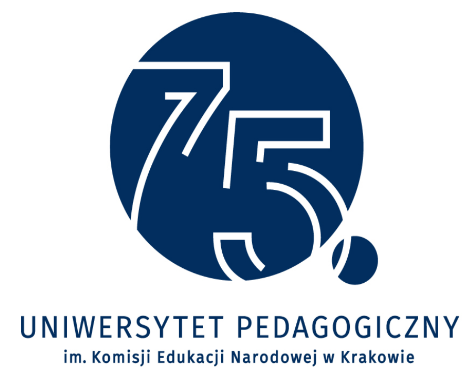 75.
UNIWERSYTET PEDAGOGICZNY
im. Komisji Edukacji Narodowej w Krakowie